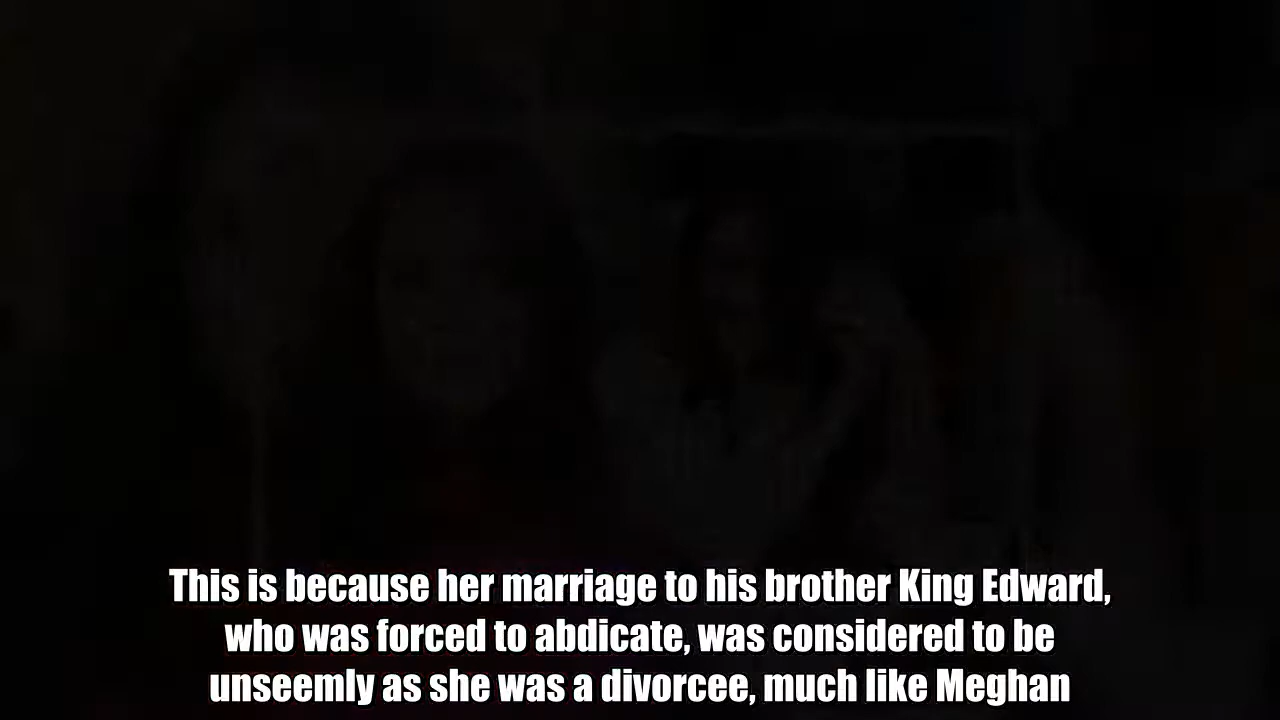 This is because her marriage to his brother King Edward,
who was forced to abdicate, was considered to be
unseemly as she was a divorcee, much like Meghan